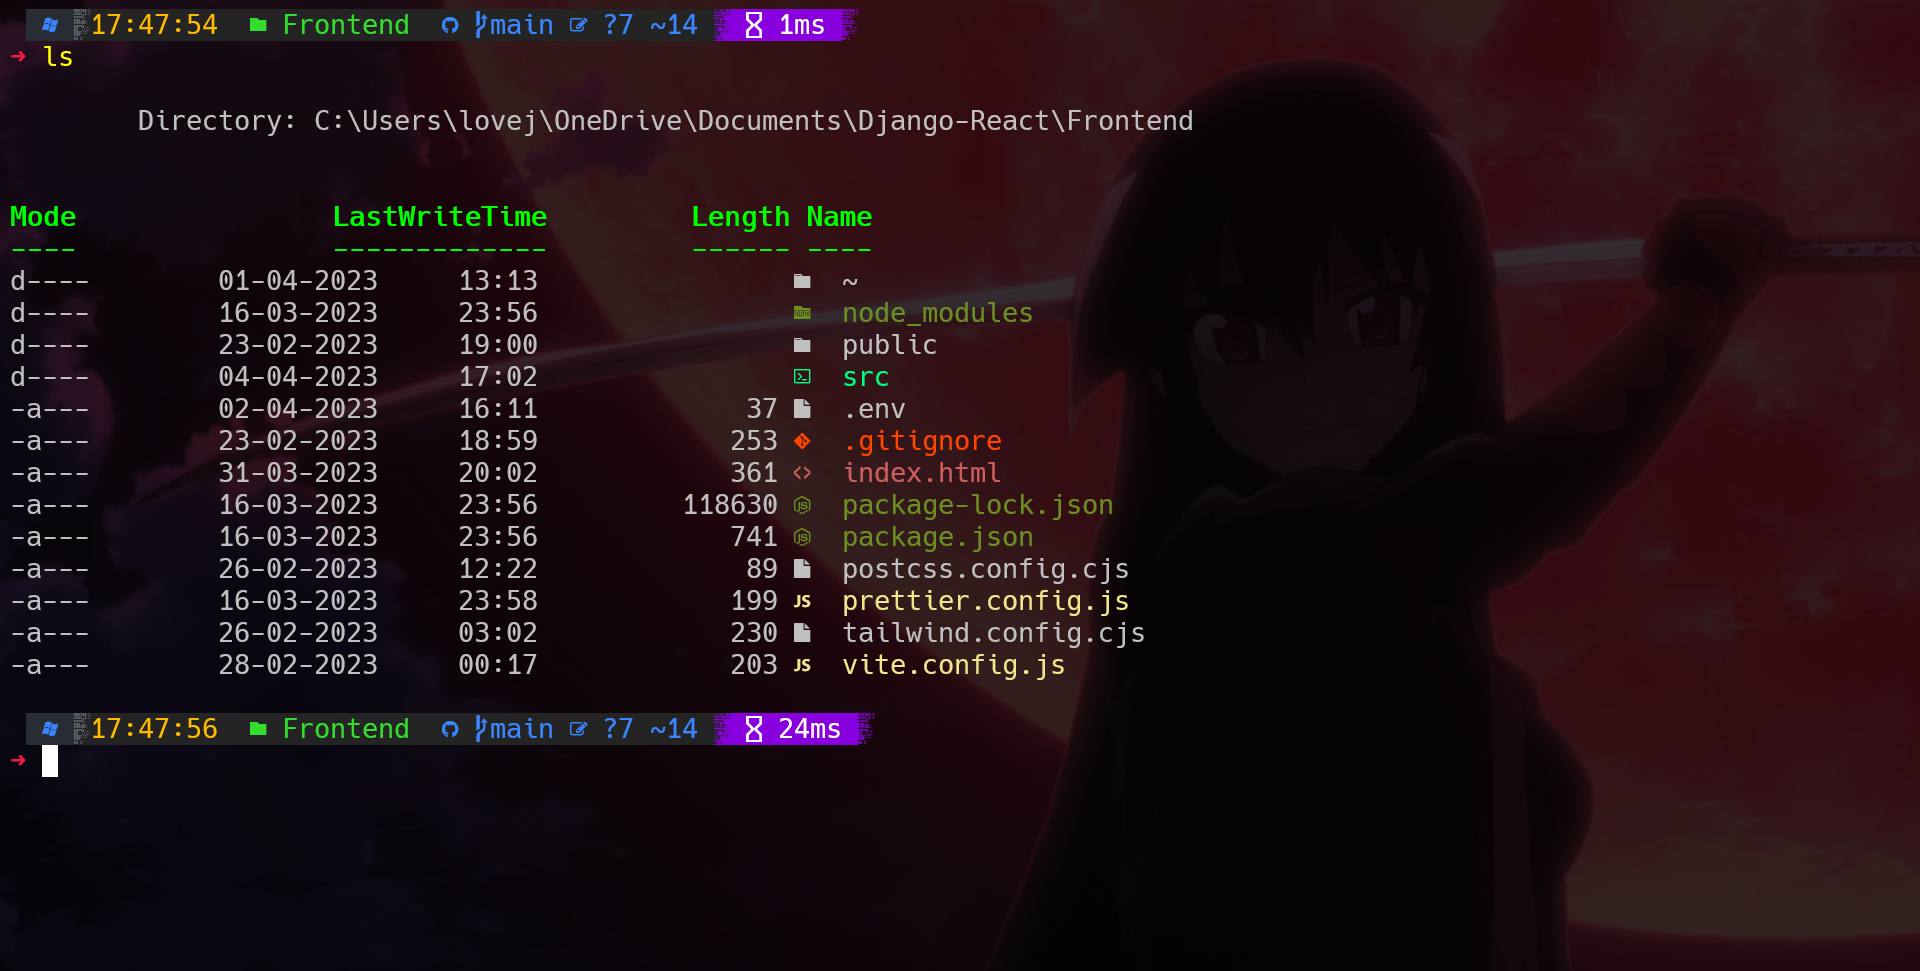 17:47:54 Frontend main ?7 ~14 1ms
ls
Directory: C:\Users\lovej\OneDrive\Documents\Django-React\Frontend
Mode LastWriteTime Length Name
---- ------------- ------ ----
d---- 01-04-2023 13:13 ~
d---- 16-03-2023 23:56 node_modules
d---- 23-02-2023 19:00 public
d---- 04-04-2023 17:02 src
-a--- 02-04-2023 16:11 37 .env
-a--- 23-02-2023 18:59 253 .gitignore
-a--- 31-03-2023 20:02 361 index.html
-a--- 16-03-2023 23:56 118630 package-lock.json
-a--- 16-03-2023 23:56 741 package.json
-a--- 26-02-2023 12:22 89 postcss.config.cjs
-a--- 16-03-2023 23:58 199 JS prettier.config.js
-a--- 26-02-2023 03:02 230 tailwind.config.cjs
-a--- 28-02-2023 00:17 203 JS vite.config.js
17:47:56 Frontend main ?7 ~14 24ms